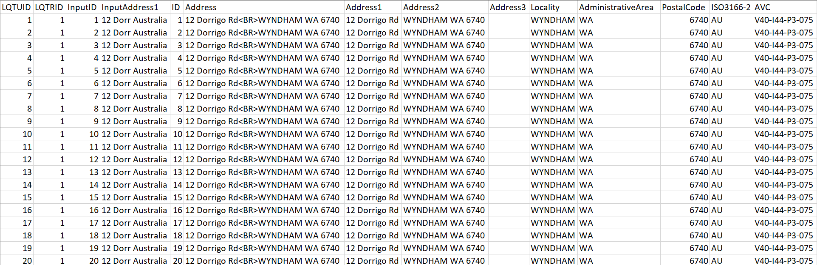 LQTUID LQTRID InputID InputAddress1 ID Address Address1 Address2 Address3 Locality AdministrativeArea PostalCode ISO3166-2 AVC
1 1 1 12 Dorr Australia 1 12 Dorrigo Rd<BR>WYNDHAM WA 6740 12 Dorrigo Rd WYNDHAM WA 6740 WYNDHAM WA 6740 AU V40-I44-P3-075
2 1 2 12 Dorr Australia 2 12 Dorrigo Rd<BR>WYNDHAM WA 6740 12 Dorrigo Rd WYNDHAM WA 6740 WYNDHAM WA 6740 AU V40-I44-P3-075
3 1 3 12 Dorr Australia 3 12 Dorrigo Rd<BR>WYNDHAM WA 6740 12 Dorrigo Rd WYNDHAM WA 6740 WYNDHAM WA 6740 AU V40-I44-P3-075
4 1 4 12 Dorr Australia 4 12 Dorrigo Rd<BR>WYNDHAM WA 6740 12 Dorrigo Rd WYNDHAM WA 6740 WYNDHAM WA 6740 AU V40-I44-P3-075
5 1 5 12 Dorr Australia 5 12 Dorrigo Rd<BR>WYNDHAM WA 6740 12 Dorrigo Rd WYNDHAM WA 6740 WYNDHAM WA 6740 AU V40-I44-P3-075
6 1 6 12 Dorr Australia 6 12 Dorrigo Rd<BR>WYNDHAM WA 6740 12 Dorrigo Rd WYNDHAM WA 6740 WYNDHAM WA 6740 AU V40-I44-P3-075
7 1 7 12 Dorr Australia 7 12 Dorrigo Rd<BR>WYNDHAM WA 6740 12 Dorrigo Rd WYNDHAM WA 6740 WYNDHAM WA 6740 AU V40-I44-P3-075
8 1 8 12 Dorr Australia 8 12 Dorrigo Rd<BR>WYNDHAM WA 6740 12 Dorrigo Rd WYNDHAM WA 6740 WYNDHAM WA 6740 AU V40-I44-P3-075
9 1 9 12 Dorr Australia 9 12 Dorrigo Rd<BR>WYNDHAM WA 6740 12 Dorrigo Rd WYNDHAM WA 6740 WYNDHAM WA 6740 AU V40-I44-P3-075
10 1 10 12 Dorr Australia 10 12 Dorrigo Rd<BR>WYNDHAM WA 6740 12 Dorrigo Rd WYNDHAM WA 6740 WYNDHAM WA 6740 AU V40-I44-P3-075
11 1 11 12 Dorr Australia 11 12 Dorrigo Rd<BR>WYNDHAM WA 6740 12 Dorrigo Rd WYNDHAM WA 6740 WYNDHAM WA 6740 AU V40-I44-P3-075
12 1 12 12 Dorr Australia 12 12 Dorrigo Rd<BR>WYNDHAM WA 6740 12 Dorrigo Rd WYNDHAM WA 6740 WYNDHAM WA 6740 AU V40-I44-P3-075
13 1 13 12 Dorr Australia 13 12 Dorrigo Rd<BR>WYNDHAM WA 6740 12 Dorrigo Rd WYNDHAM WA 6740 WYNDHAM WA 6740 AU V40-I44-P3-075
14 1 14 12 Dorr Australia 14 12 Dorrigo Rd<BR>WYNDHAM WA 6740 12 Dorrigo Rd WYNDHAM WA 6740 WYNDHAM WA 6740 AU V40-I44-P3-075
15 1 15 12 Dorr Australia 15 12 Dorrigo Rd<BR>WYNDHAM WA 6740 12 Dorrigo Rd WYNDHAM WA 6740 WYNDHAM WA 6740 AU V40-I44-P3-075
16 1 16 12 Dorr Australia 16 12 Dorrigo Rd<BR>WYNDHAM WA 6740 12 Dorrigo Rd WYNDHAM WA 6740 WYNDHAM WA 6740 AU V40-I44-P3-075
17 1 17 12 Dorr Australia 17 12 Dorrigo Rd<BR>WYNDHAM WA 6740 12 Dorrigo Rd WYNDHAM WA 6740 WYNDHAM WA 6740 AU V40-I44-P3-075
18 1 18 12 Dorr Australia 18 12 Dorrigo Rd<BR>WYNDHAM WA 6740 12 Dorrigo Rd WYNDHAM WA 6740 WYNDHAM WA 6740 AU V40-I44-P3-075
19 1 19 12 Dorr Australia 19 12 Dorrigo Rd<BR>WYNDHAM WA 6740 12 Dorrigo Rd WYNDHAM WA 6740 WYNDHAM WA 6740 AU V40-I44-P3-075
20 1 20 12 Dorr Australia 20 12 Dorrigo Rd<BR>WYNDHAM WA 6740 12 Dorrigo Rd WYNDHAM WA 6740 WYNDHAM WA 6740 AU V40-I44-P3-075